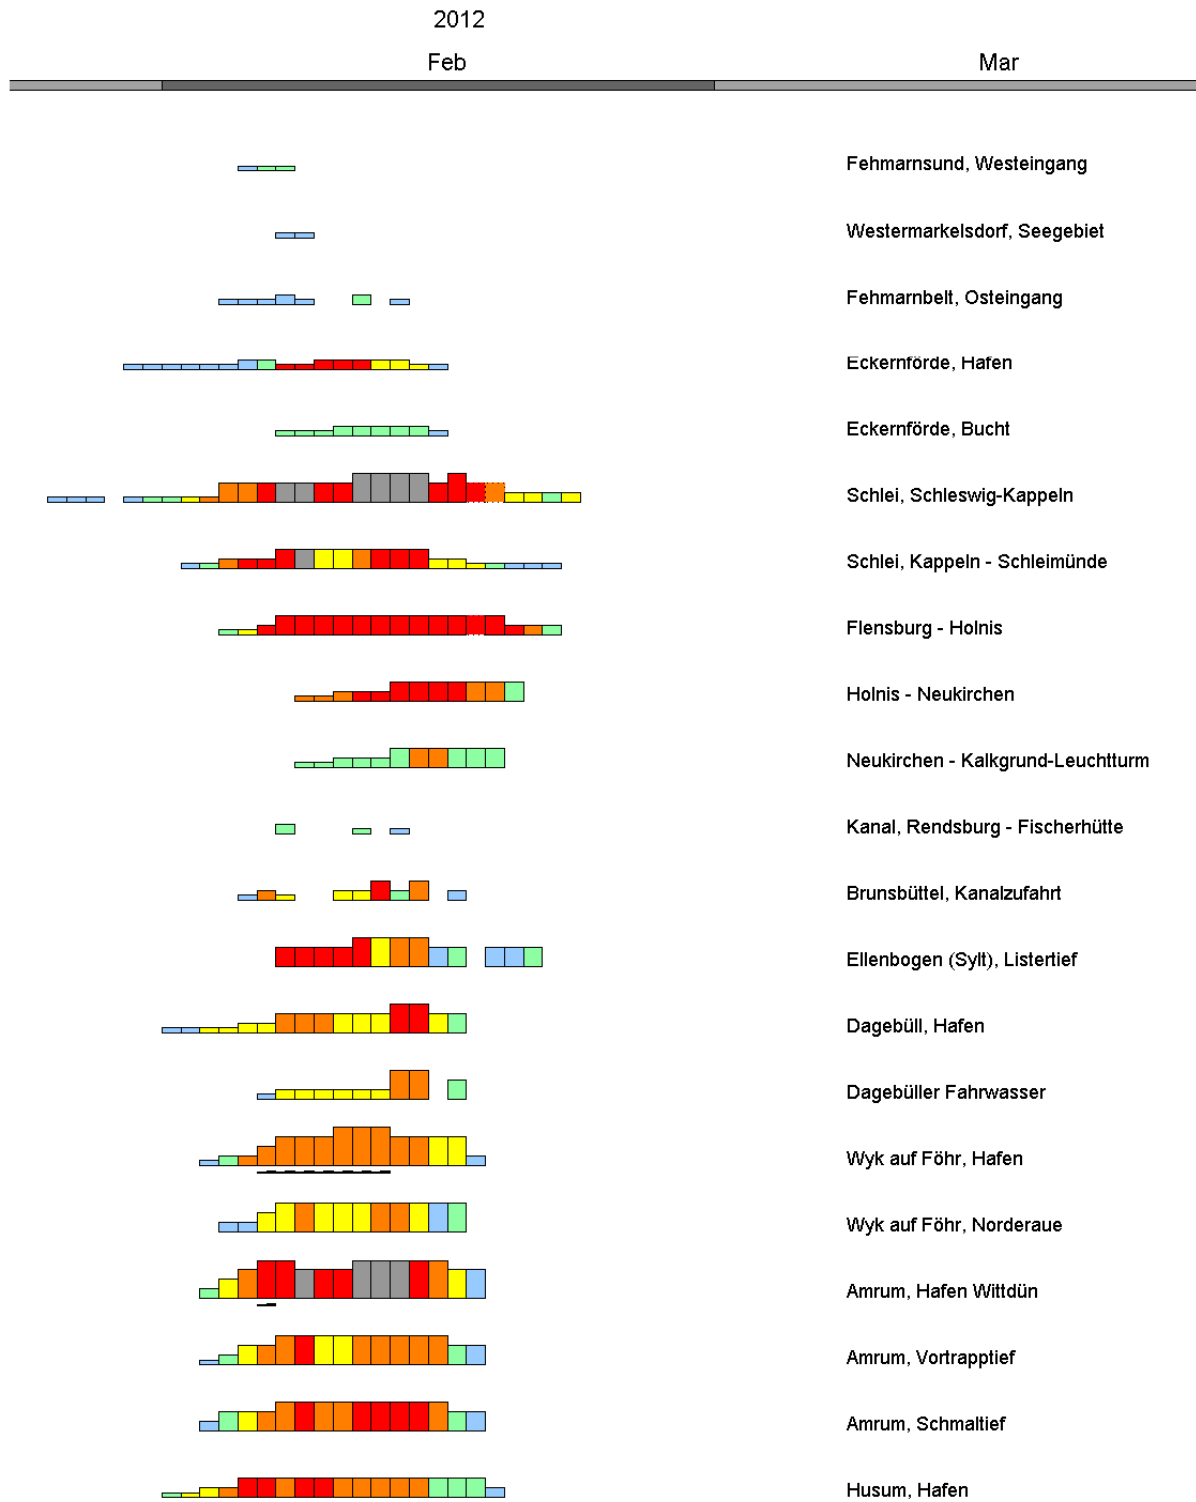 2012
Feb
Mar
Fehmarnsund, Westeingang
Westermarkelsdorf, Seegebiet
Fehmarnbelt, Osteingang
Eckernförde, Hafen
Eckernförde, Bucht
Schlei, Schleswig-Kappeln
Schlei, Kappeln - Schleimünde
Flensburg - Holnis
Holnis - Neukirchen
Neukirchen - Kalkgrund-Leuchtturm
Kanal, Rendsburg - Fischerhütte
Brunsbüttel, Kanalzufahrt
Ellenbogen (Sylt), Listertief
Dagebüll, Hafen
Dagebüller Fahrwasser
Wyk auf Föhr, Hafen
Wyk auf Föhr, Norderaue
Amrum, Hafen Wittdün
Amrum, Vortrapptief
Amrum, Schmaltief
Husum, Hafen